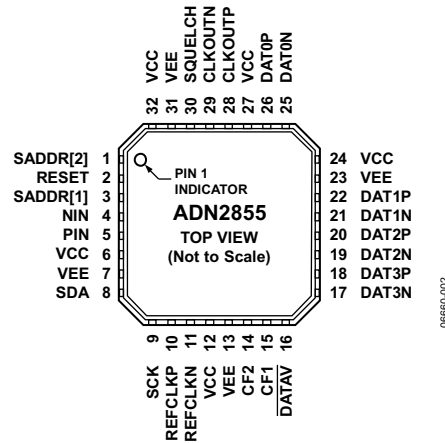 VCC
VEE
SQUELCH
CLKOUTN
CLKOUTP
VCC
DAT0P
DAT0N
32
31
30
29
28
27
26
25
SADDR[2] 1
RESET 2
SADDR[1] 3
NIN 4
PIN 5
VCC 6
VEE 7
SDA 8
PIN 1
INDICATOR
ADN2855
TOP VIEW
(Not to Scale)
24 VCC
23 VEE
22 DAT1P
21 DAT1N
20 DAT2P
19 DAT2N
18 DAT3P
17 DAT3N
9
10
11
12
13
14
15
16
SCK
REFCLKP
REFCLKN
VCC
VEE
CF2
CF1
DATAV
06660-002